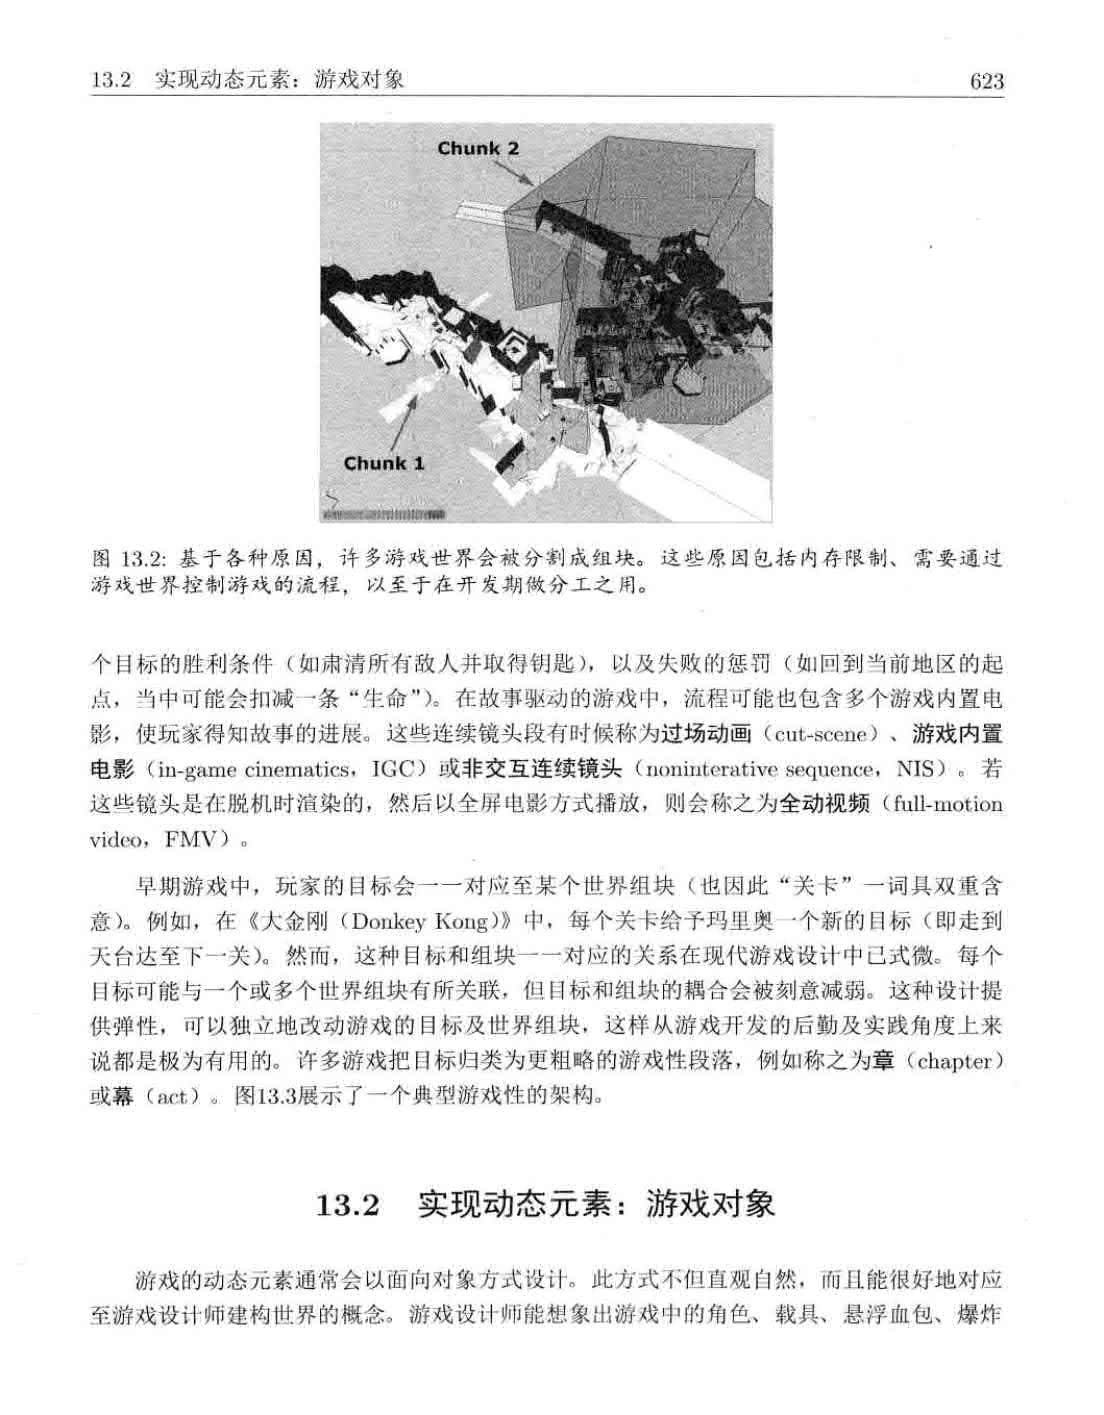 13.2 实现动态元素：游戏对象 623
Chunk 2
Chunk 1
图 13.2: 基于各种原因，许多游戏世界会被分割成组块。这些原因包括内存限制、需要通过
游戏世界控制游戏的流程，以至于在开发期做分工之用。
个目标的胜利条件（如肃清所有敌人并取得钥匙），以及失败的惩罚（如回到当前地区的起
点，当中可能会扣减一条“生命”）。在故事驱动的游戏中，流程可能也包含多个游戏内置电
影，使玩家得知故事的进展。这些连续镜头段有时候称为过场动画（cut-scene）、游戏内置
电影（in-game cinematics，IGC）或非交互连续镜头（noninterative sequence，NIS）。若
这些镜头是在脱机时渲染的，然后以全屏电影方式播放，则会称之为全动视频（full-motion
video，FMV）。
早期游戏中，玩家的目标会一一对应至某个世界组块（也因此“关卡”一词具双重含
意）。例如，在《大金刚（Donkey Kong）》中，每个关卡给予玛里奥一个新的目标（即走到
天台达至下一关）。然而，这种目标和组块一一对应的关系在现代游戏设计中已式微。每个
目标可能与一个或多个世界组块有所关联，但目标和组块的耦合会被刻意减弱。这种设计提
供弹性，可以独立地改动游戏的目标及世界组块，这样从游戏开发的后勤及实践角度上来
说都是极为有用的。许多游戏把目标归类为更粗略的游戏性段落，例如称之为章（chapter）
或幕（act）。图13.3展示了一个典型游戏性的架构。
13.2 实现动态元素：游戏对象
游戏的动态元素通常会以面向对象方式设计。此方式不但直观自然，而且能很好地对应
至游戏设计师建构世界的概念。游戏设计师能想象出游戏中的角色、载具、悬浮血包、爆炸